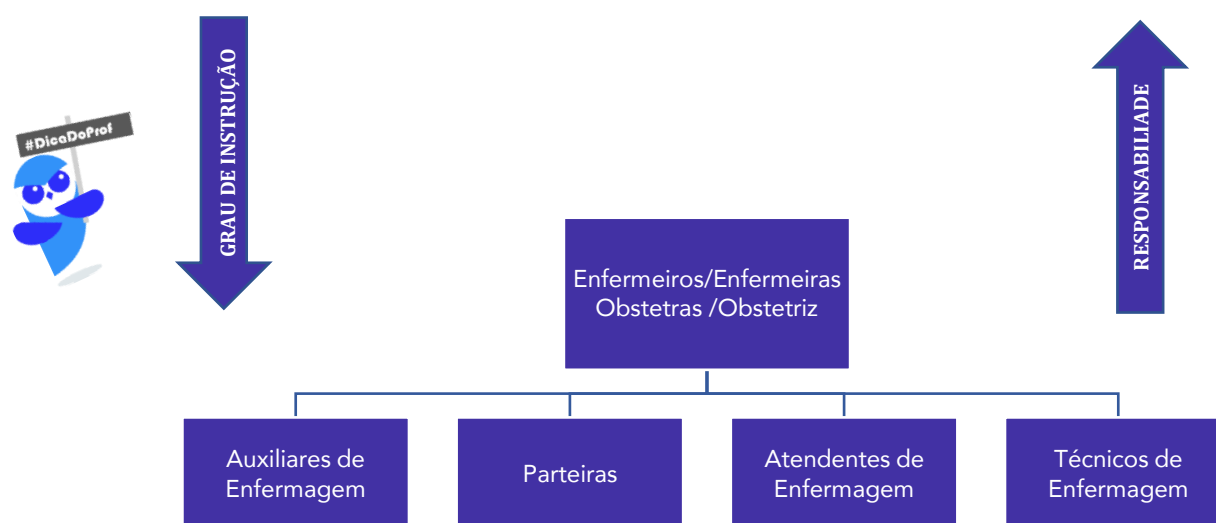 #DicaDoProf
GRAU DE INSTRUÇÃO
RESPONSABILIADE
Enfermeiros/Enfermeiras
Obstetras /Obstetriz
Auxiliares de
Enfermagem
Parteiras
Atendentes de
Enfermagem
Técnicos de
Enfermagem